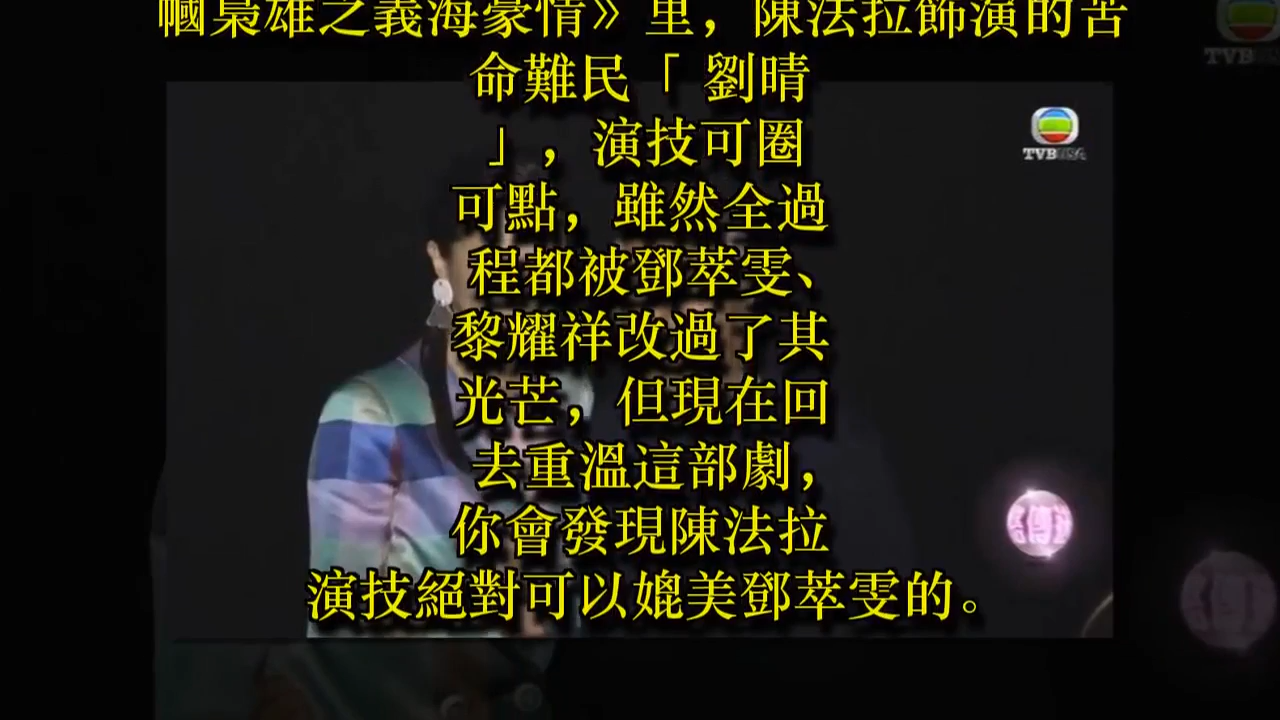 幗梟雄之義海豪情》里，陳法拉飾演的苦
命難民「 劉晴
」，演技可圈
可點，雖然全過
程都被鄧萃雯、
黎耀祥改過了其
光芒，但現在回
去重溫這部劇，
你會發現陳法拉
演技絕對可以媲美鄧萃雯的。
TVB
TVBUSA